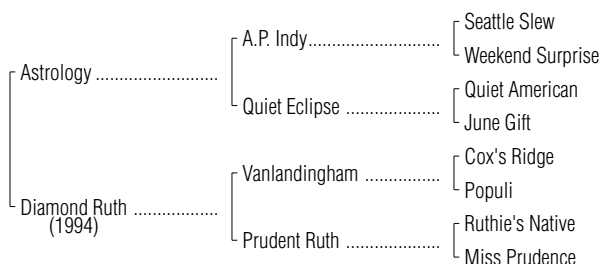 Seattle Slew
A.P. Indy..............................
Weekend Surprise
Astrology ............................
Quiet American
Quiet Eclipse ......................
June Gift
Cox's Ridge
Vanlandingham .................
Populi
Diamond Ruth ...................
(1994)
Ruthie's Native
Prudent Ruth ......................
Miss Prudence